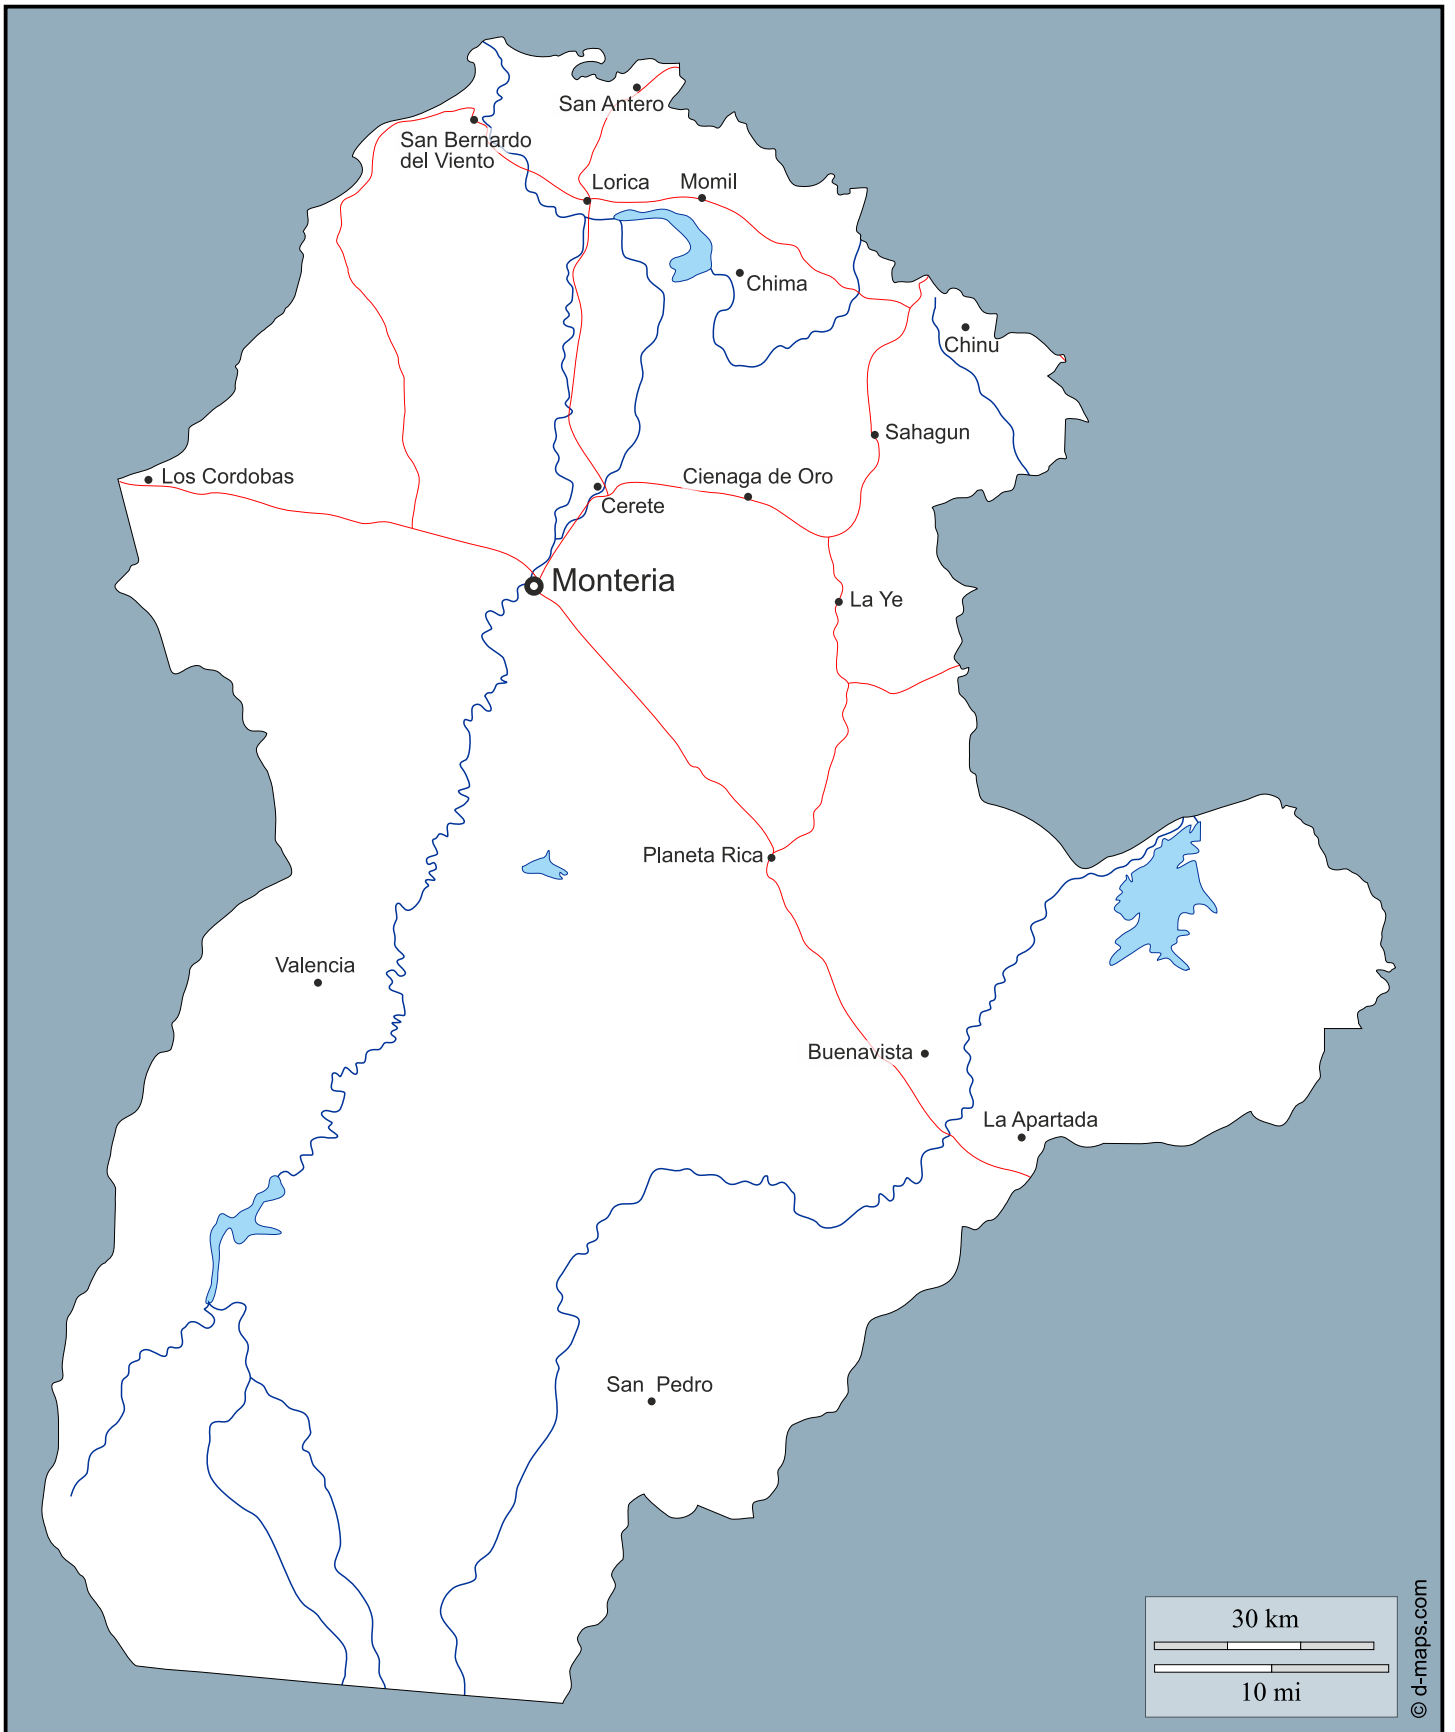 San Antero
San Bernardo
del Viento
Lorica
Momil
Chima
Chinu
Sahagun
Los Cordobas
Cienaga de Oro
Cerete
Monteria
La Ye
Planeta Rica
Valencia
Buenavista
La Apartada
San Pedro
30 km
10 mi
© d-maps.com